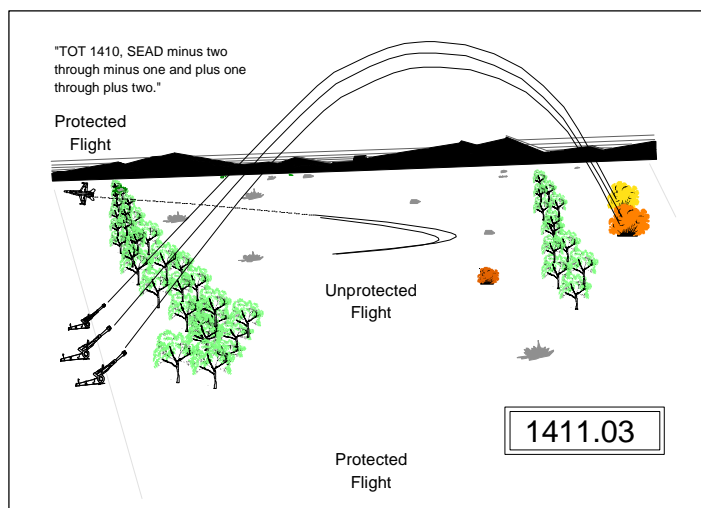 "TOT 1410, SEAD minus two
through minus one and plus one
through plus two."
Protected
Flight
Unprotected
Flight
1411.03
Protected
Flight